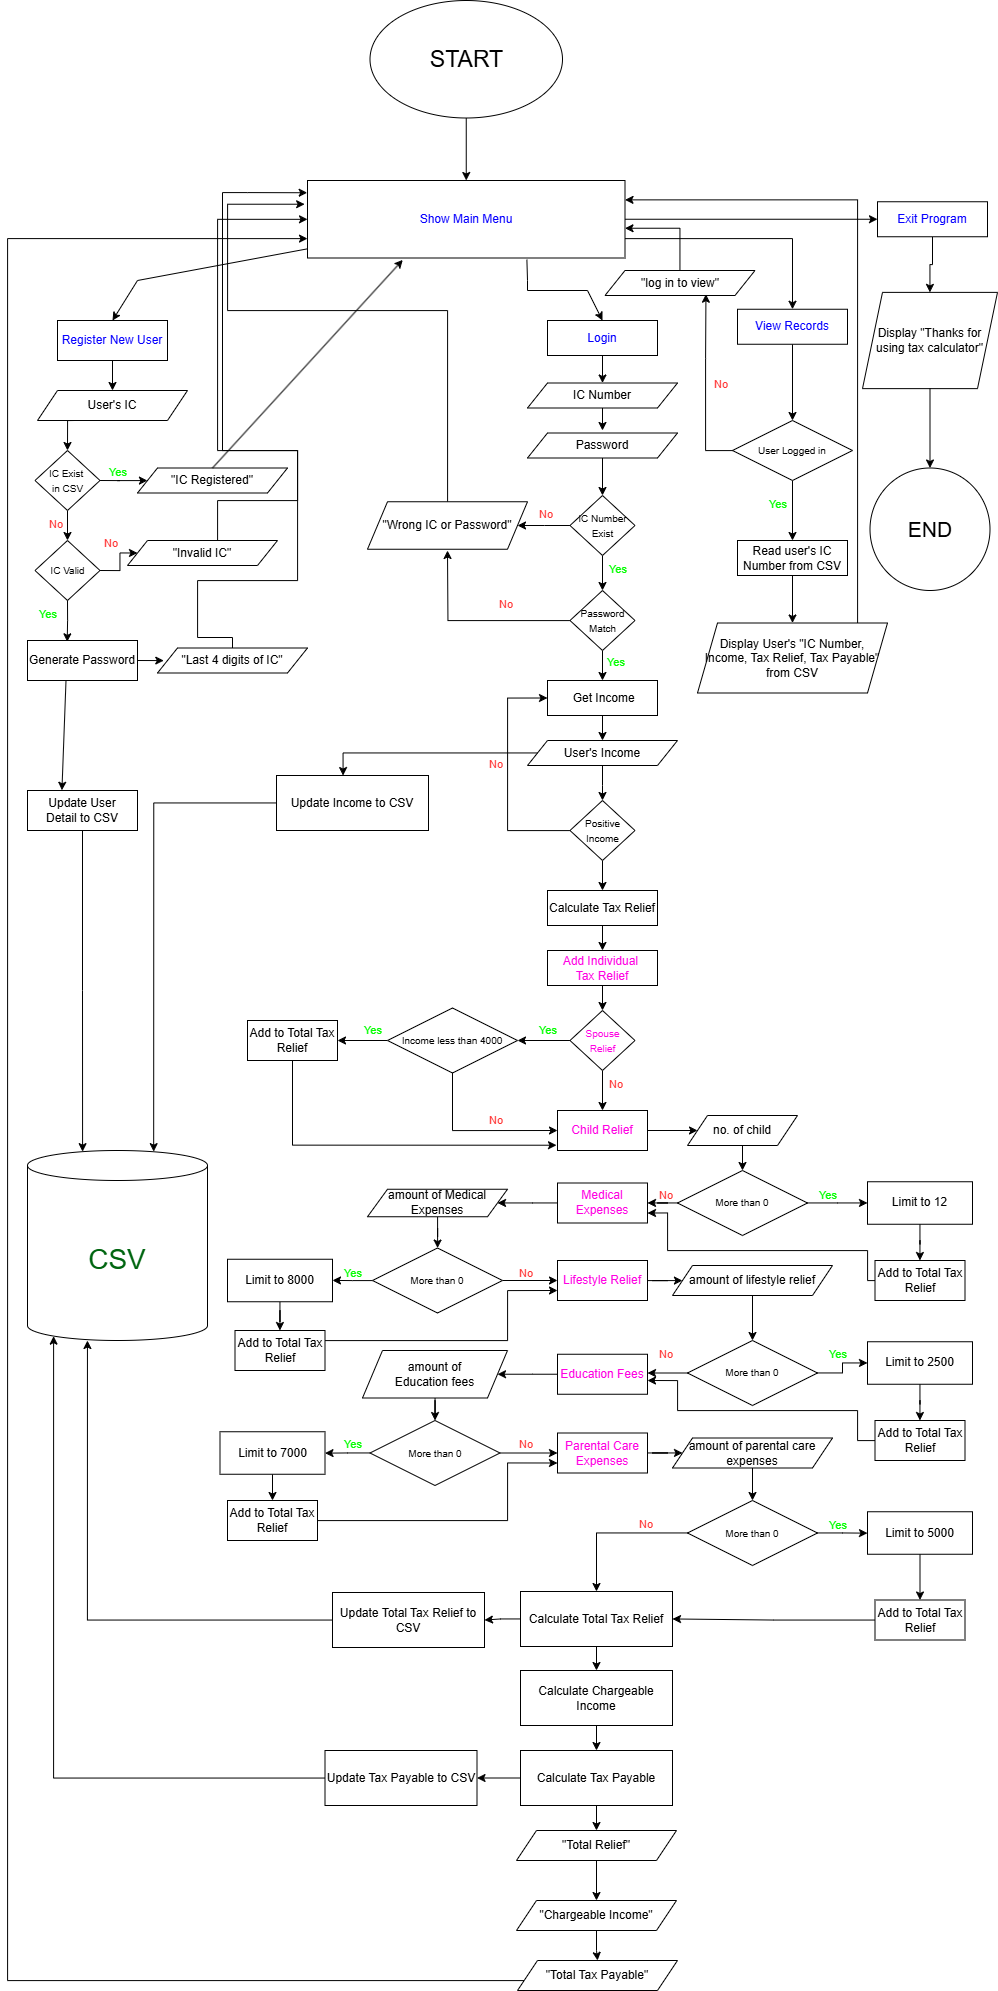 START
Show Main Menu
Exit Program
"log in to view"
Register New User
Login
View Records
Display "Thanks for
using tax calculator"
No
User's IC
IC Number
Password
User Logged in
IC Exist
in CSV
Yes
"IC Registered"
Yes
No
"Wrong IC or Password"
No
IC Number
Exist
END
No
"Invalid IC"
IC Valid
Read user's IC
Number from CSV
Yes
Yes
No
Password
Match
Generate Password
"Last 4 digits of IC"
Yes
Display User's "IC Number,
Income, Tax Relief, Tax Payable"
from CSV
Get Income
User's Income
No
Update User
Detail to CSV
Update Income to CSV
Positive
Income
Calculate Tax Relief
Add Individual
Tax Relief
Add to Total Tax
Relief
Yes
Income less than 4000
Yes
Spouse
Relief
No
No
Child Relief
no. of child
amount of Medical
Expenses
Medical
Expenses
No
More than 0
Yes
Limit to 12
CSV
Limit to 8000
Yes
More than 0
No
Lifestyle Relief
amount of lifestyle relief
Add to Total Tax
Relief
Add to Total Tax
Relief
amount of
Education fees
Education Fees
No
More than 0
Yes
Limit to 2500
Add to Total Tax
Relief
Limit to 7000
Yes
More than 0
No
Parental Care
Expenses
amount of parental care
expenses
Add to Total Tax
Relief
No
More than 0
Yes
Limit to 5000
Update Total Tax Relief to
CSV
Calculate Total Tax Relief
Add to Total Tax
Relief
Calculate Chargeable
Income
Update Tax Payable to CSV
Calculate Tax Payable
"Total Relief"
"Chargeable Income"
"Total Tax Payable"